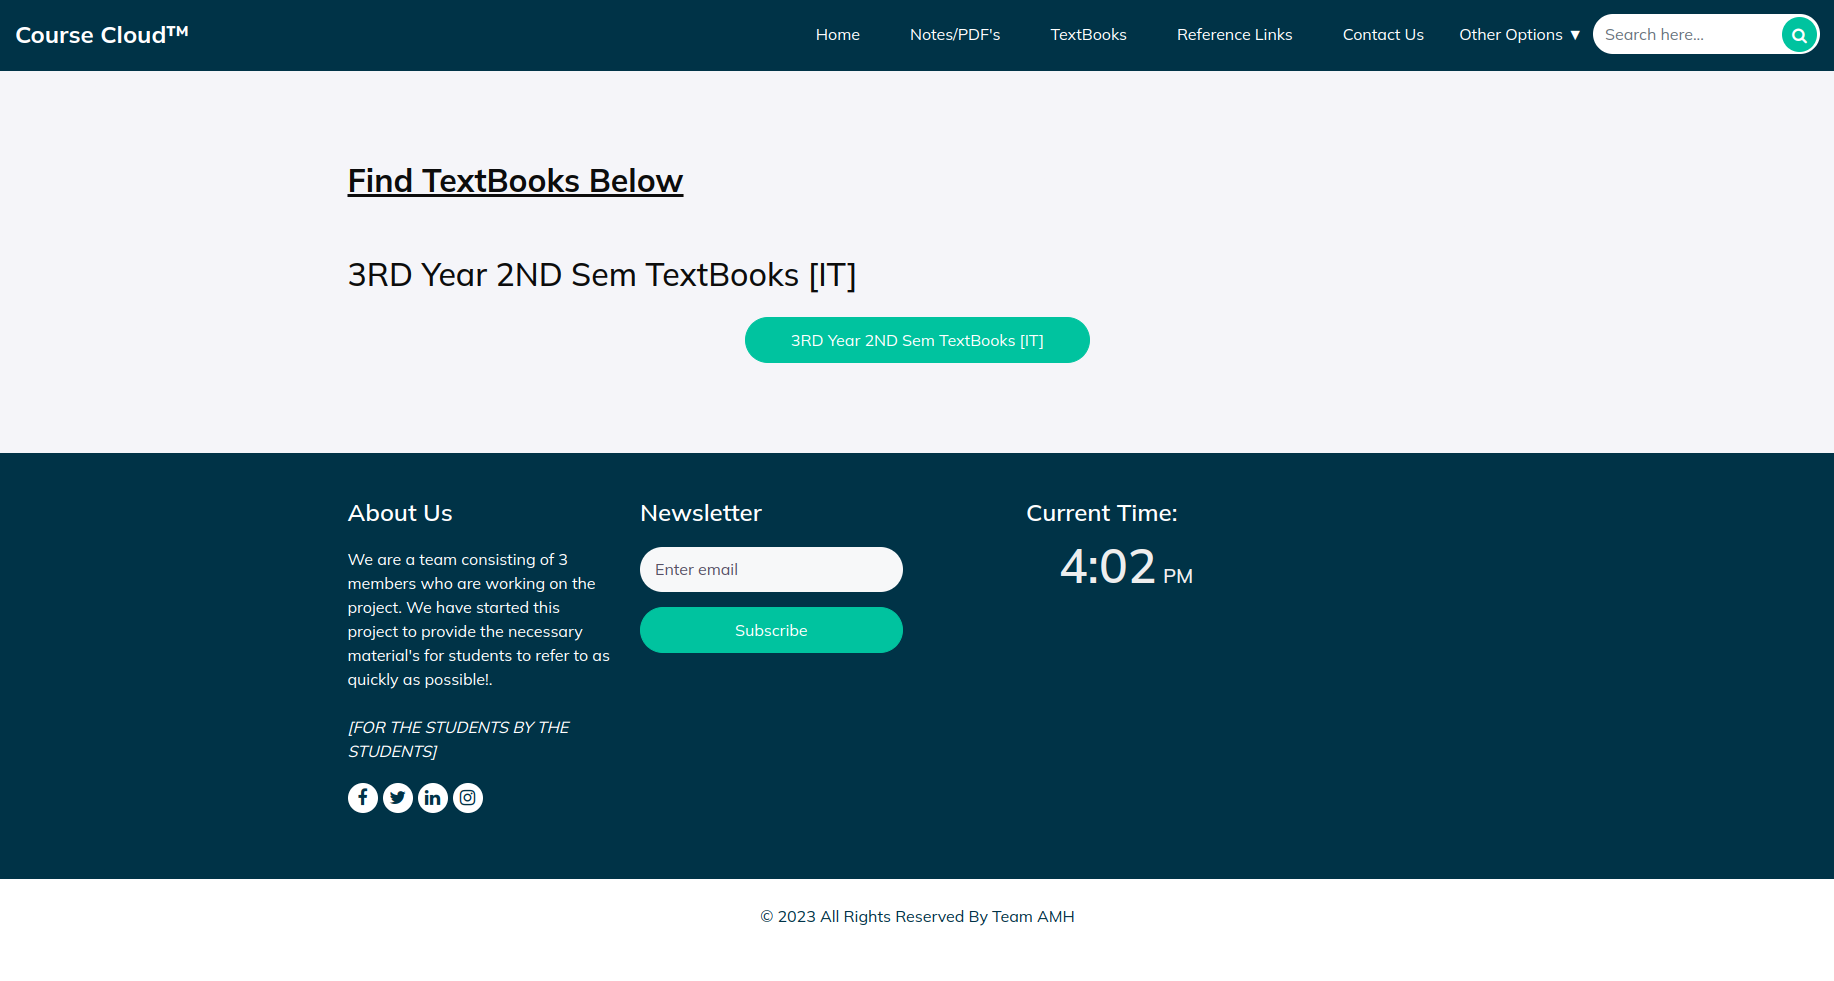 Course Cloud™
Home
Notes/PDF's
TextBooks
Reference Links
Contact Us
Other Options ▼
Search here...
Find TextBooks Below
3RD Year 2ND Sem TextBooks [IT]
3RD Year 2ND Sem TextBooks [IT]
About Us
We are a team consisting of 3
members who are working on the
project. We have started this
project to provide the necessary
material's for students to refer to as
quickly as possible!.
[FOR THE STUDENTS BY THE
STUDENTS]
Newsletter
Enter email
Subscribe
Current Time:
4:02 PM
© 2023 All Rights Reserved By Team AMH